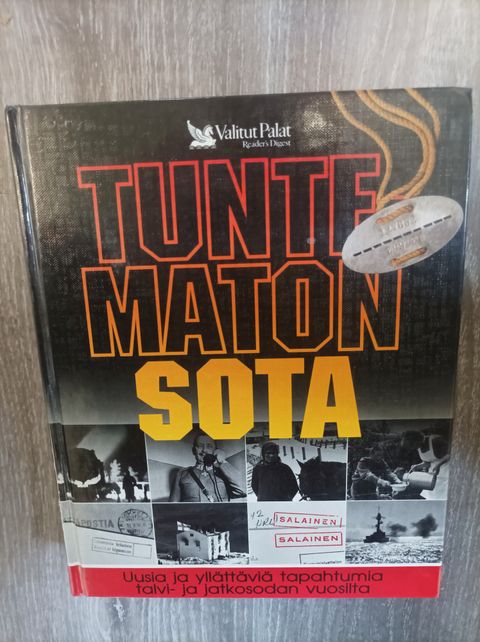 Valitut Palat
Reader's Digest
TUNTE
MATON
SOTA
SALAINEN
SALAINEN
Uusia ja yllättäviä tapahtumia
talvi- ja jatkosodan vuosilta